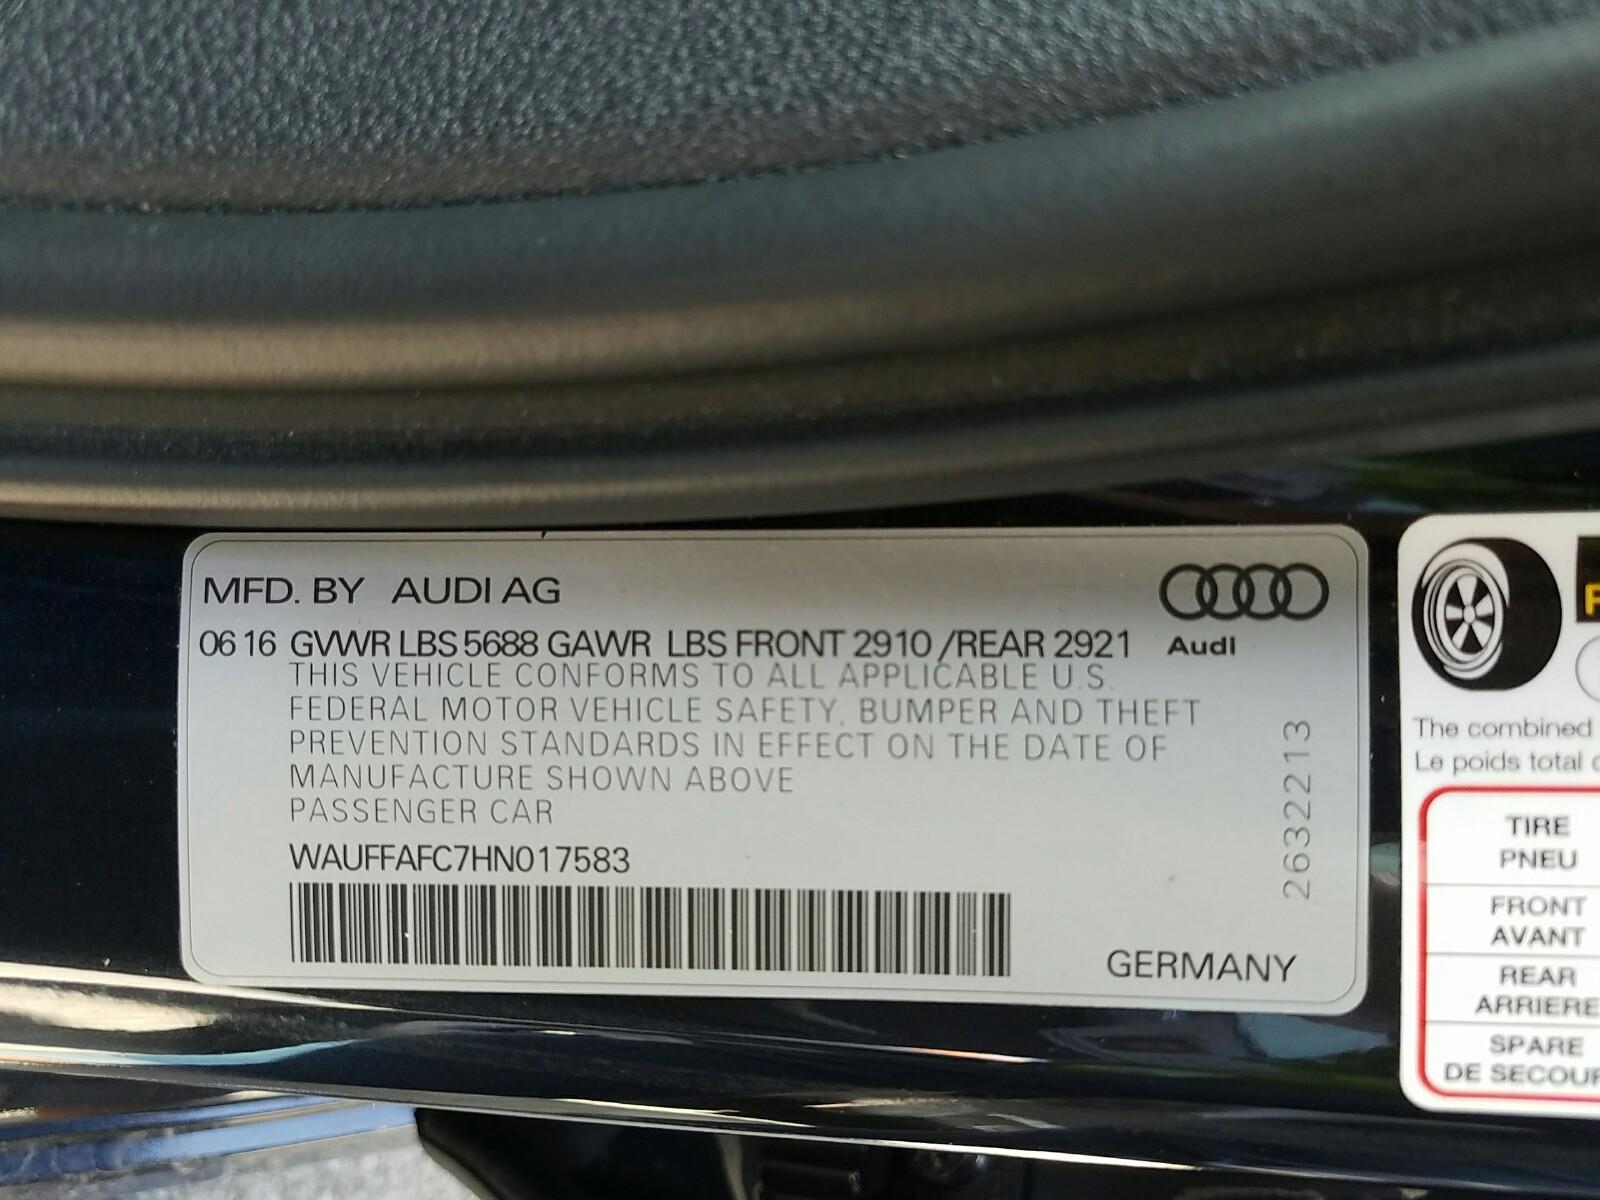 MFD. BY AUDI AG
06 16 GVWR LBS 5688 GAWR LBS FRONT 2910 /REAR 2921
Audi
THIS VEHICLE CONFORMS TO ALL APPLICABLE U.S.
FEDERAL MOTOR VEHICLE SAFETY, BUMPER AND THEFT
PREVENTION STANDARDS IN EFFECT ON THE DATE OF
MANUFACTURE SHOWN ABOVE
PASSENGER CAR
WAUFFAFC7HN017583
GERMANY
2632213
The combined
Le poids total
TIRE
PNEU
FRONT
AVANT
REAR
ARRIERE
SPARE
DE